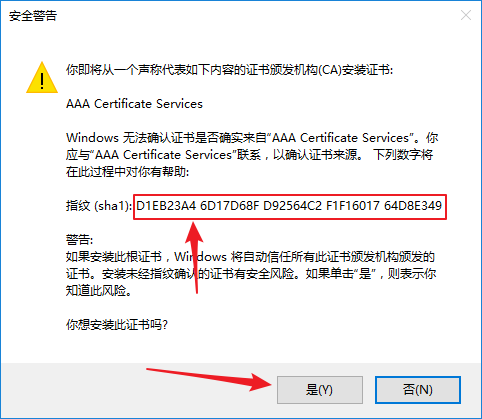 安全警告
你即将从一个声称代表如下内容的证书颁发机构(CA)安装证书:
AAA Certificate Services
Windows 无法确认证书是否确实来自“AAA Certificate Services”。你
应与“AAA Certificate Services”联系，以确认证书来源。 下列数字将
在此过程中对你有帮助:
指纹 (sha1): D1EB23A4 6D17D68F D92564C2 F1F16017 64D8E349
警告:
如果安装此根证书，Windows 将自动信任所有此证书颁发机构颁发的
证书。安装未经指纹确认的证书有安全风险。如果单击“是”，则表示你
知道此风险。
你想安装此证书吗?
是(Y)
否(N)